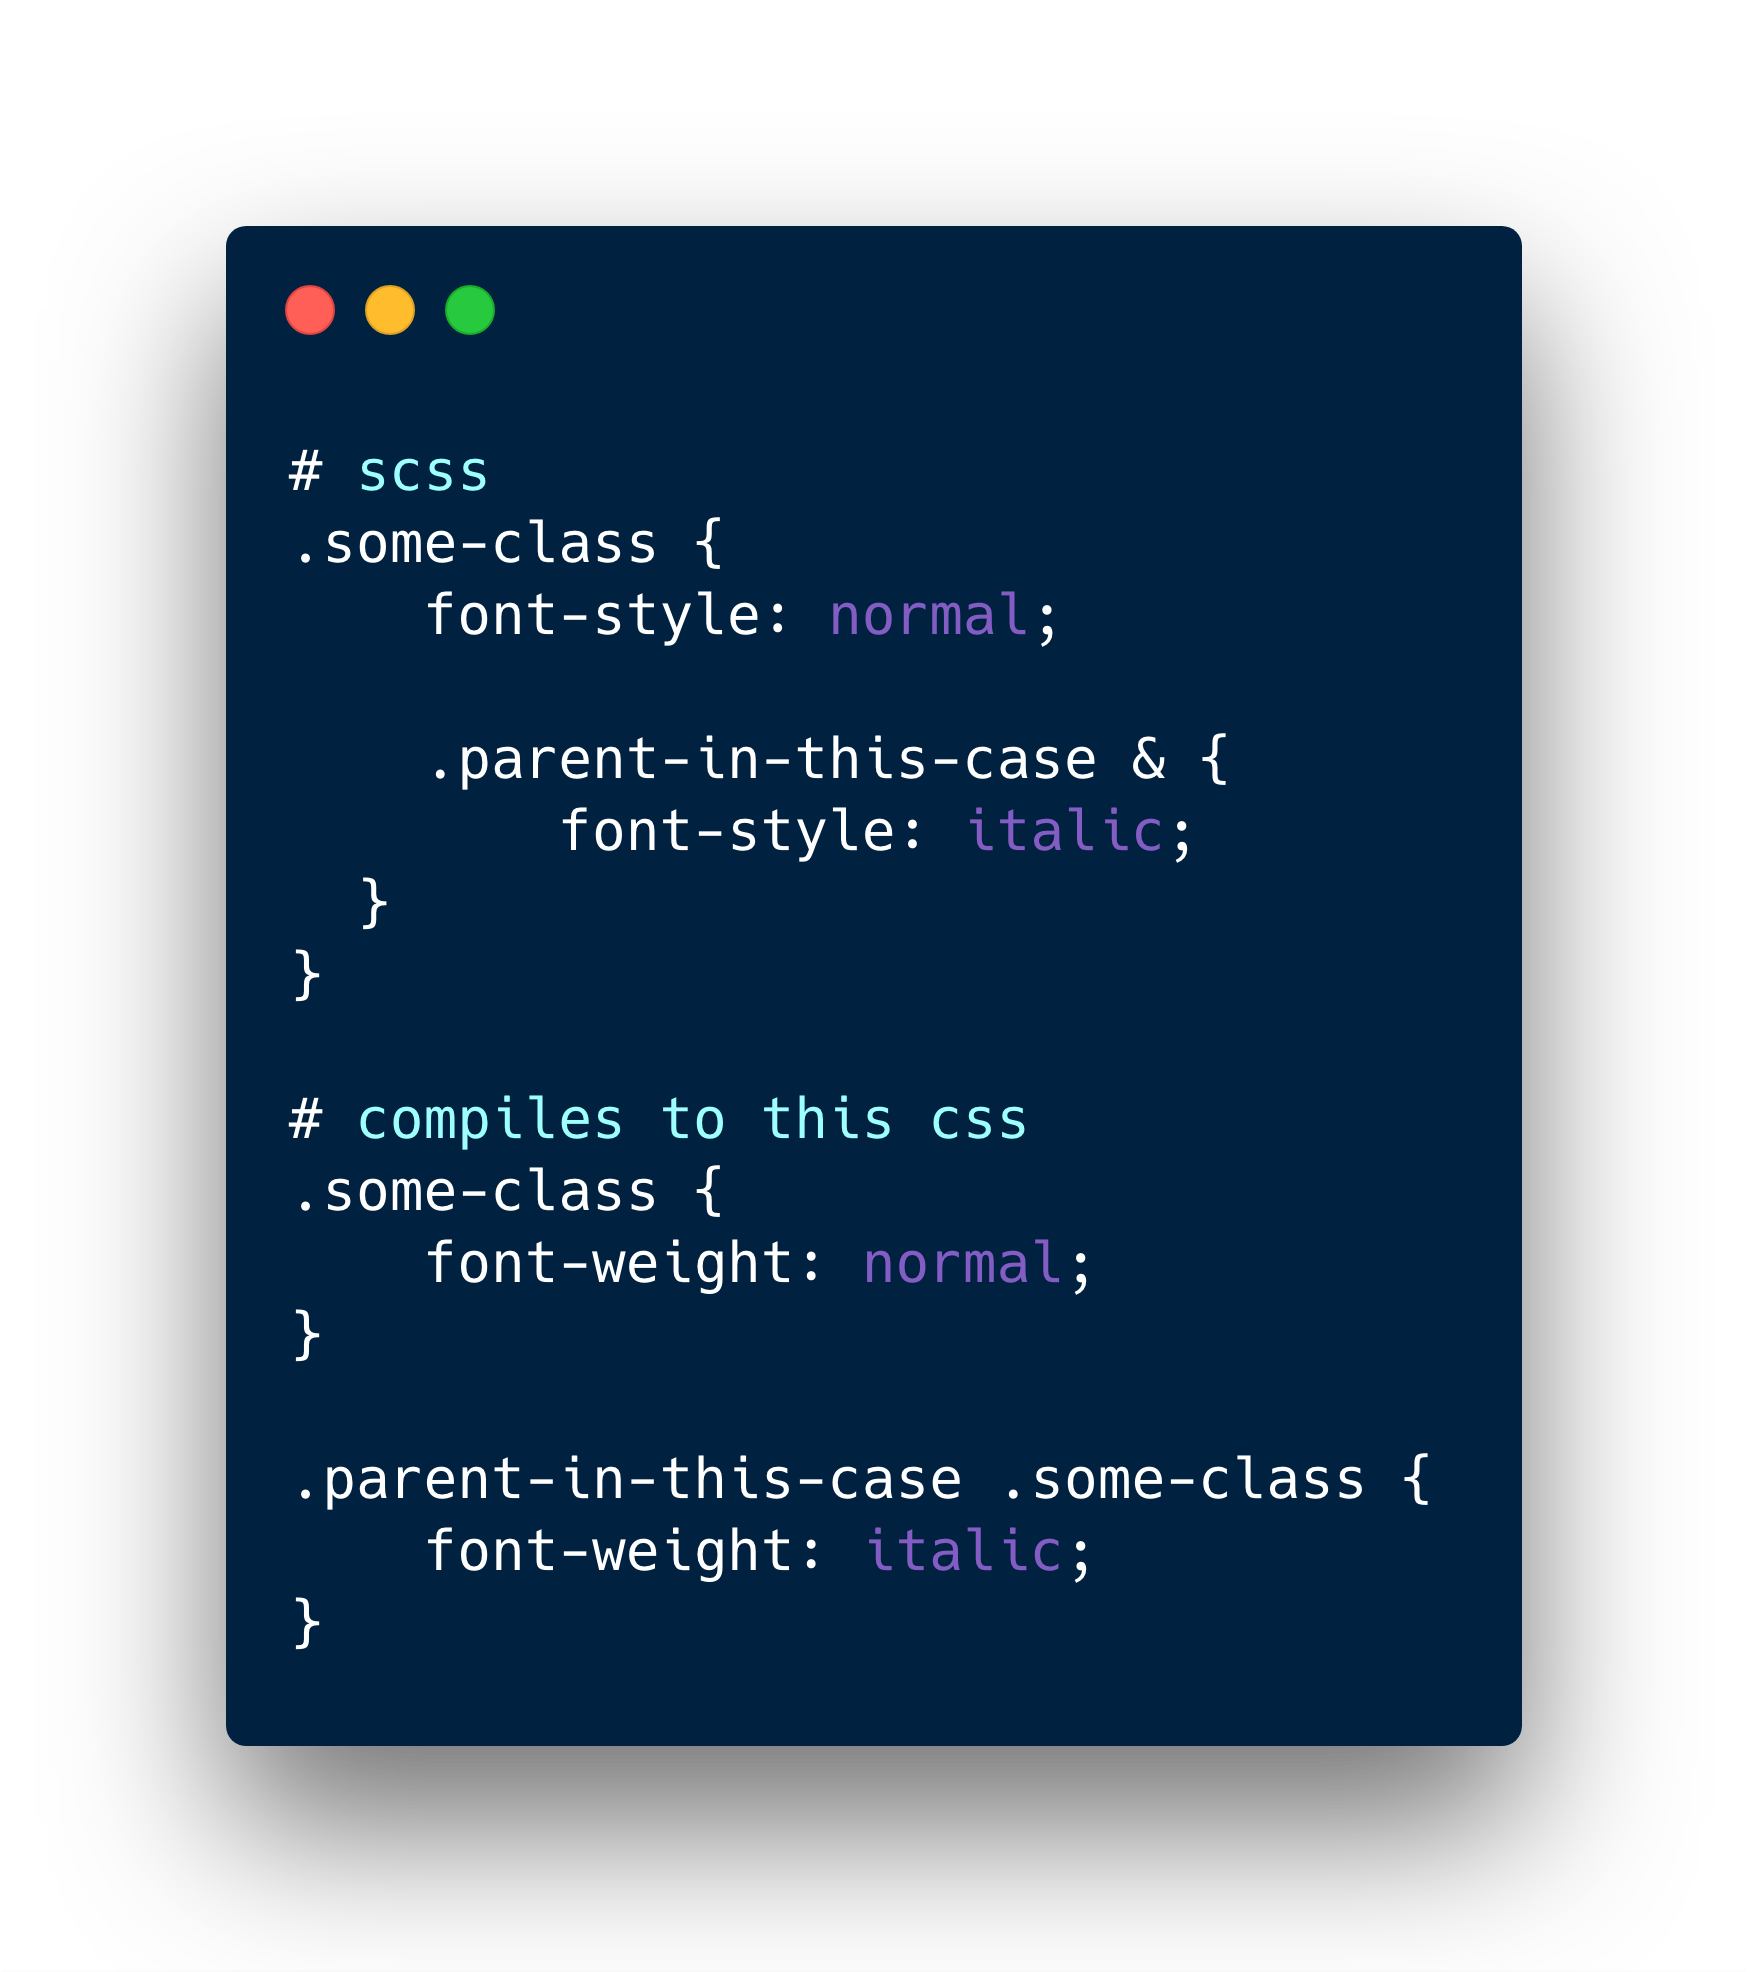 # scss
.some-class {
    font-style: normal;

    .parent-in-this-case & {
        font-style: italic;
  }
}

# compiles to this css
.some-class {
    font-weight: normal;
}

.parent-in-this-case .some-class {
    font-weight: italic;
}